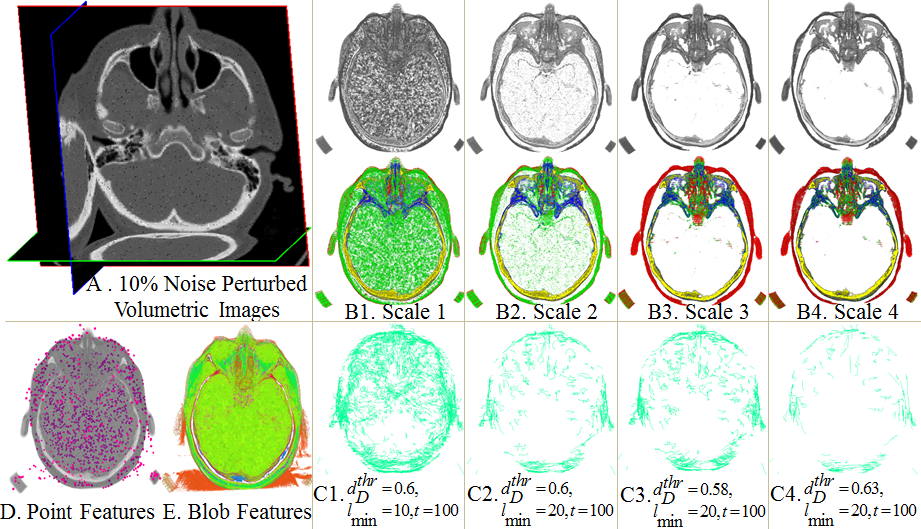 A . 10% Noise Perturbed
Volumetric Images
B1. Scale 1
B2. Scale 2
B3. Scale 3
B4. Scale 4
D. Point Features
E. Blob Features
C1. d_D^thr = 0.6,
l_min = 10, t = 100
C2. d_D^thr = 0.6,
l_min = 20, t = 100
C3. d_D^thr = 0.58,
l_min = 20, t = 100
C4. d_D^thr = 0.63,
l_min = 20, t = 100